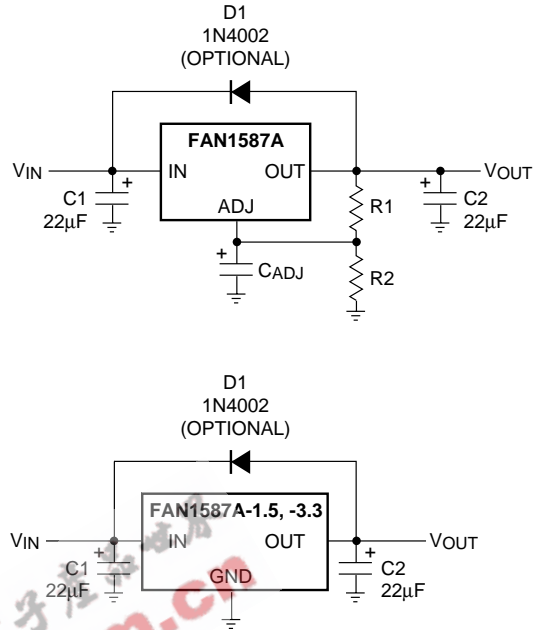 D1
1N4002
(OPTIONAL)
FAN1587A
VIN
IN
OUT
VOUT
ADJ
+
C1
22μF
+
C2
22μF
R1
+
CADJ
R2
D1
1N4002
(OPTIONAL)
FAN1587A-1.5, -3.3
VIN
IN
OUT
VOUT
GND
+
C1
22μF
+
C2
22μF